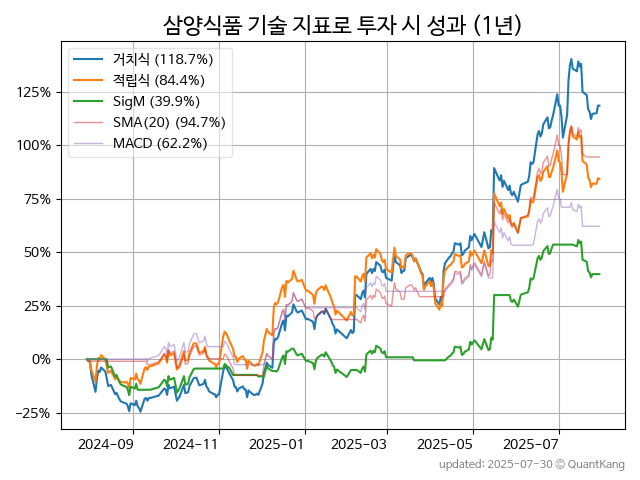 삼양식품 기술 지표로 투자 시 성과 (1년)
거치식 (118.7%)
적립식 (84.4%)
SigM (39.9%)
SMA(20) (94.7%)
MACD (62.2%)
125%
100%
75%
50%
25%
0%
−25%
2024-09 2024-11 2025-01 2025-03 2025-05 2025-07
updated: 2025-07-30 © QuantKang